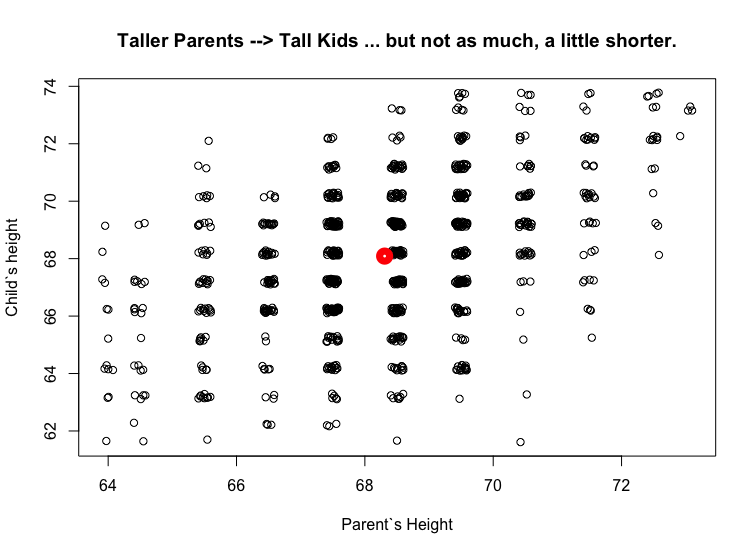 Taller Parents --> Tall Kids ... but not as much, a little shorter.
74
72
70
68
66
64
62
Child`s height
64 66 68 70 72
Parent`s Height